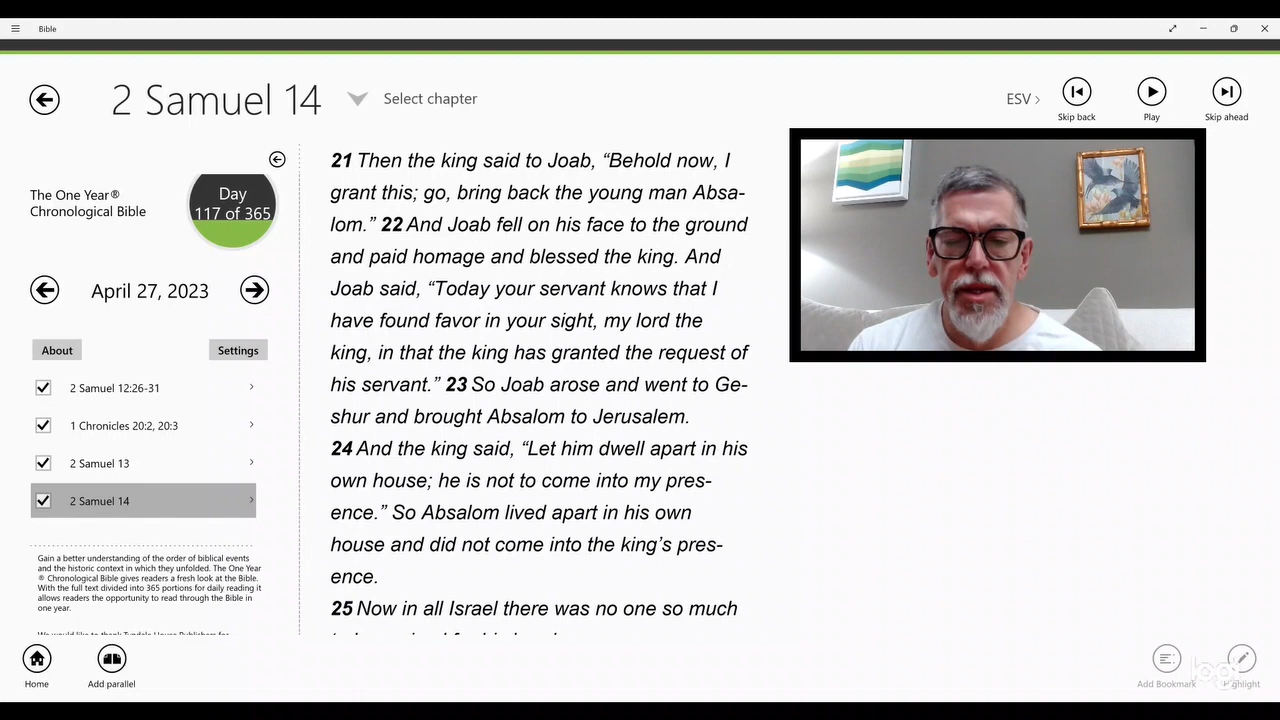 Bible
2 Samuel 14
Select chapter
ESV
Skip back
Play
Skip ahead
The One Year®
Chronological Bible
Day
117 of 365
April 27, 2023
About
Settings
2 Samuel 12:26-31
1 Chronicles 20:2, 20:3
2 Samuel 13
2 Samuel 14
Gain a better understanding of the order of biblical events
and the historic context in which they unfolded. The One Year
® Chronological Bible gives readers a fresh look at the Bible.
With the full text divided into 365 portions for daily reading it
allows readers the opportunity to read through the Bible in
one year.
We would like to thank Tyndale House Publishers for
21 Then the king said to Joab, “Behold now, I
grant this; go, bring back the young man Absa-
lom.” 22 And Joab fell on his face to the ground
and paid homage and blessed the king. And
Joab said, “Today your servant knows that I
have found favor in your sight, my lord the
king, in that the king has granted the request of
his servant.” 23 So Joab arose and went to Ge-
shur and brought Absalom to Jerusalem.
24 And the king said, “Let him dwell apart in his
own house; he is not to come into my pres-
ence.” So Absalom lived apart in his own
house and did not come into the king’s pres-
ence.
25 Now in all Israel there was no one so much
Home
Add parallel
Add Bookmark
Highlight
logi